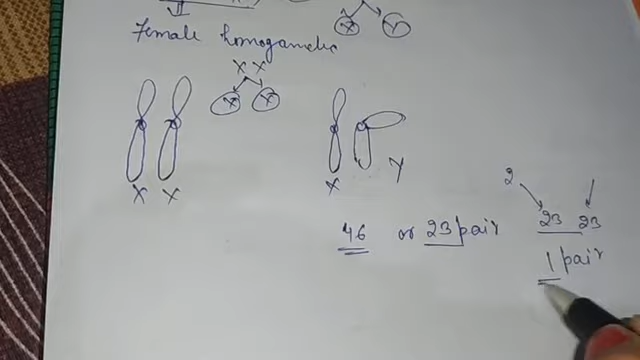 Female homogametic
X Y
X X
X X
X X X Y
2
46 or 23 pair 23 23
1 pair